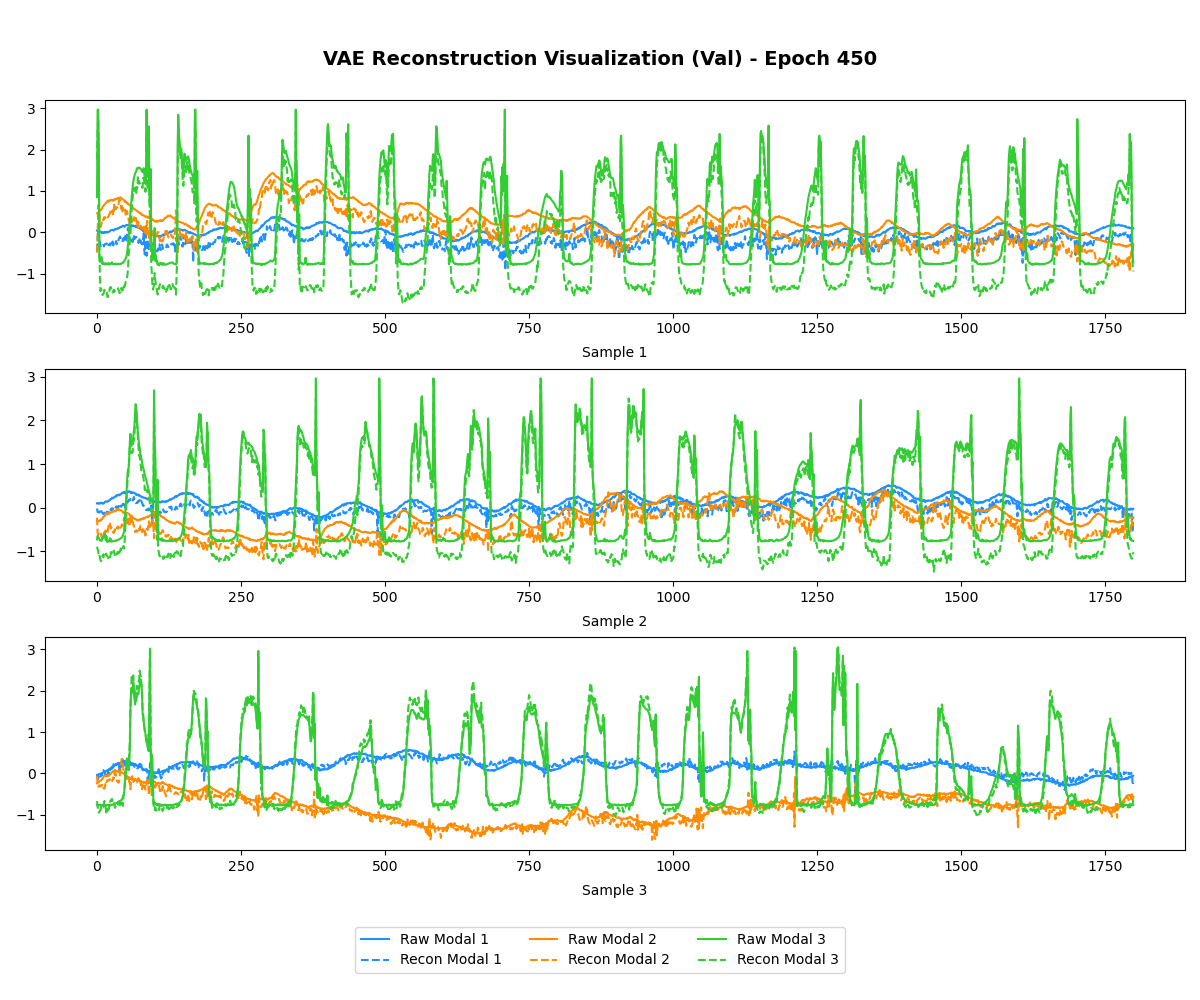 VAE Reconstruction Visualization (Val) - Epoch 450
3
2
1
0
−1
0 250 500 750 1000 1250 1500 1750
Sample 1
3
2
1
0
−1
0 250 500 750 1000 1250 1500 1750
Sample 2
3
2
1
0
−1
0 250 500 750 1000 1250 1500 1750
Sample 3
Raw Modal 1 Raw Modal 2 Raw Modal 3
Recon Modal 1 Recon Modal 2 Recon Modal 3